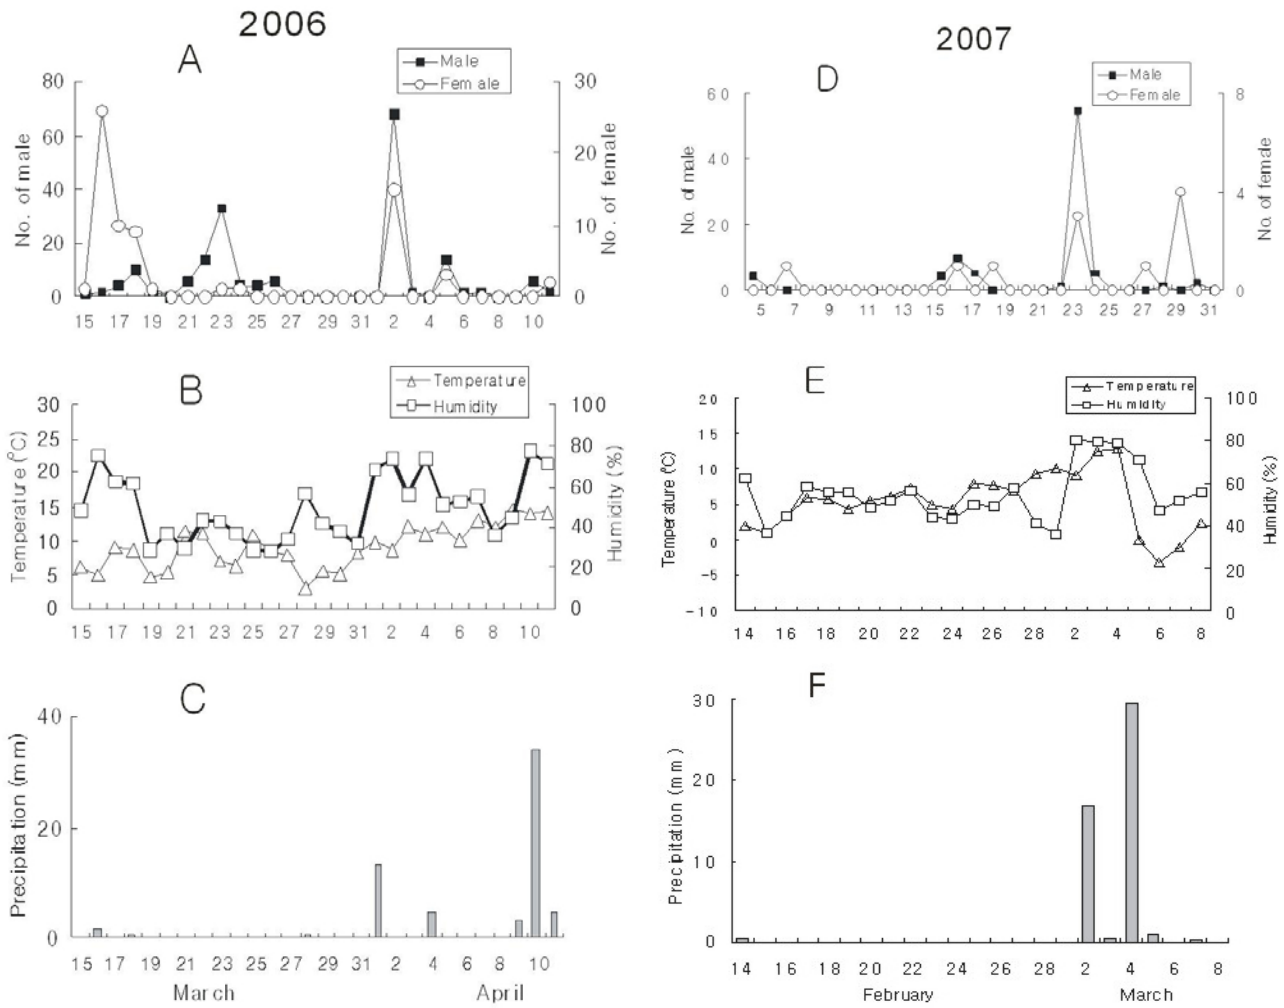 2006
A
Male
Female
80
60
40
20
0
No. of male
30
20
10
0
No. of female
15 17 19 21 23 25 27 29 31 2 4 6 8 10
B
Temperature
Humidity
30
25
20
15
10
5
0
Temperature (°C)
100
80
60
40
20
0
Humidity (%)
15 17 19 21 23 25 27 29 31 2 4 6 8 10
C
40
20
0
Precipitation (mm)
15 17 19 21 23 25 27 29 31 2 4 6 8 10
March April
2007
D
Male
Female
60
40
20
0
No. of male
8
4
0
No. of female
5 7 9 11 13 15 17 19 21 23 25 27 29 31
E
Temperature
Humidity
20
15
10
5
0
-5
-10
Temperature (°C)
100
80
60
40
20
0
Humidity (%)
14 16 18 20 22 24 26 28 2 4 6 8
F
30
20
10
0
Precipitation (mm)
14 16 18 20 22 24 26 28 2 4 6 8
February March